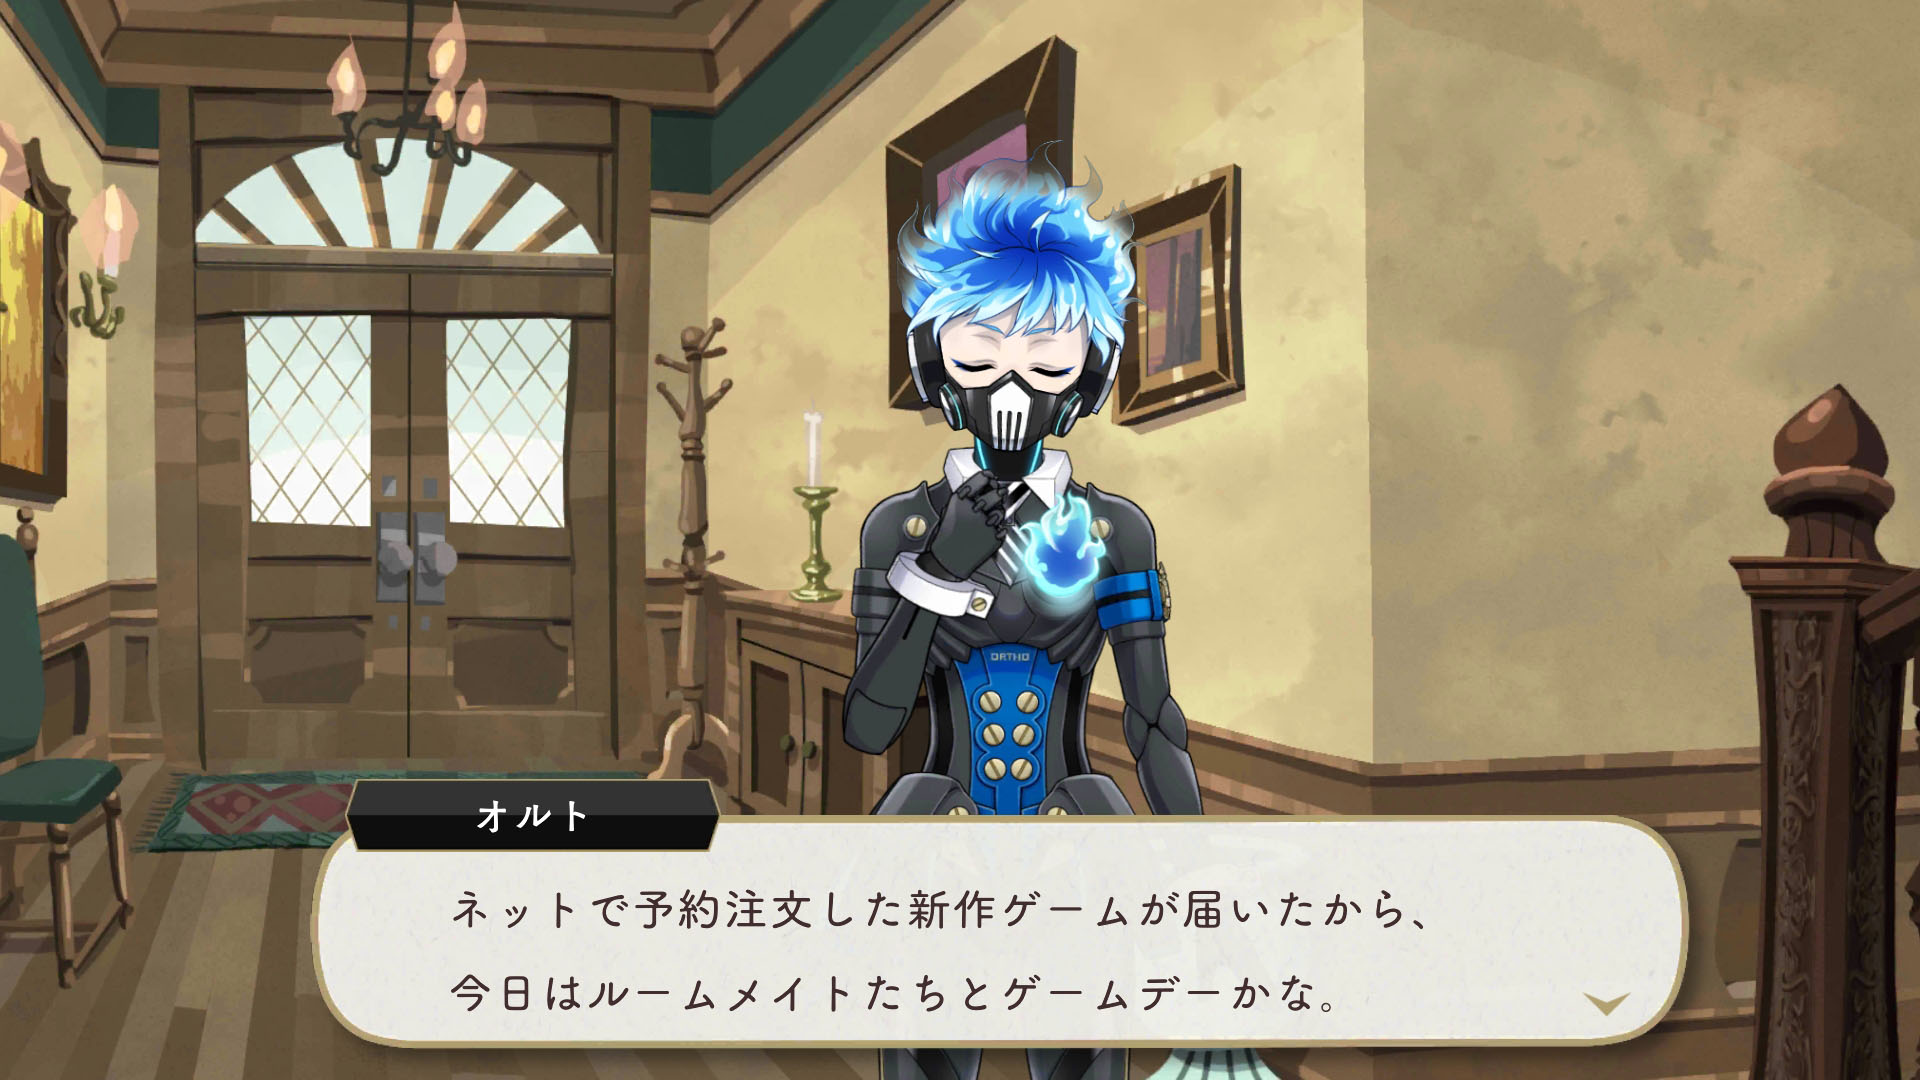 ORTHO
オルト
ネットで予約注文した新作ゲームが届いたから、
今日はルームメイトたちとゲームデーかな。